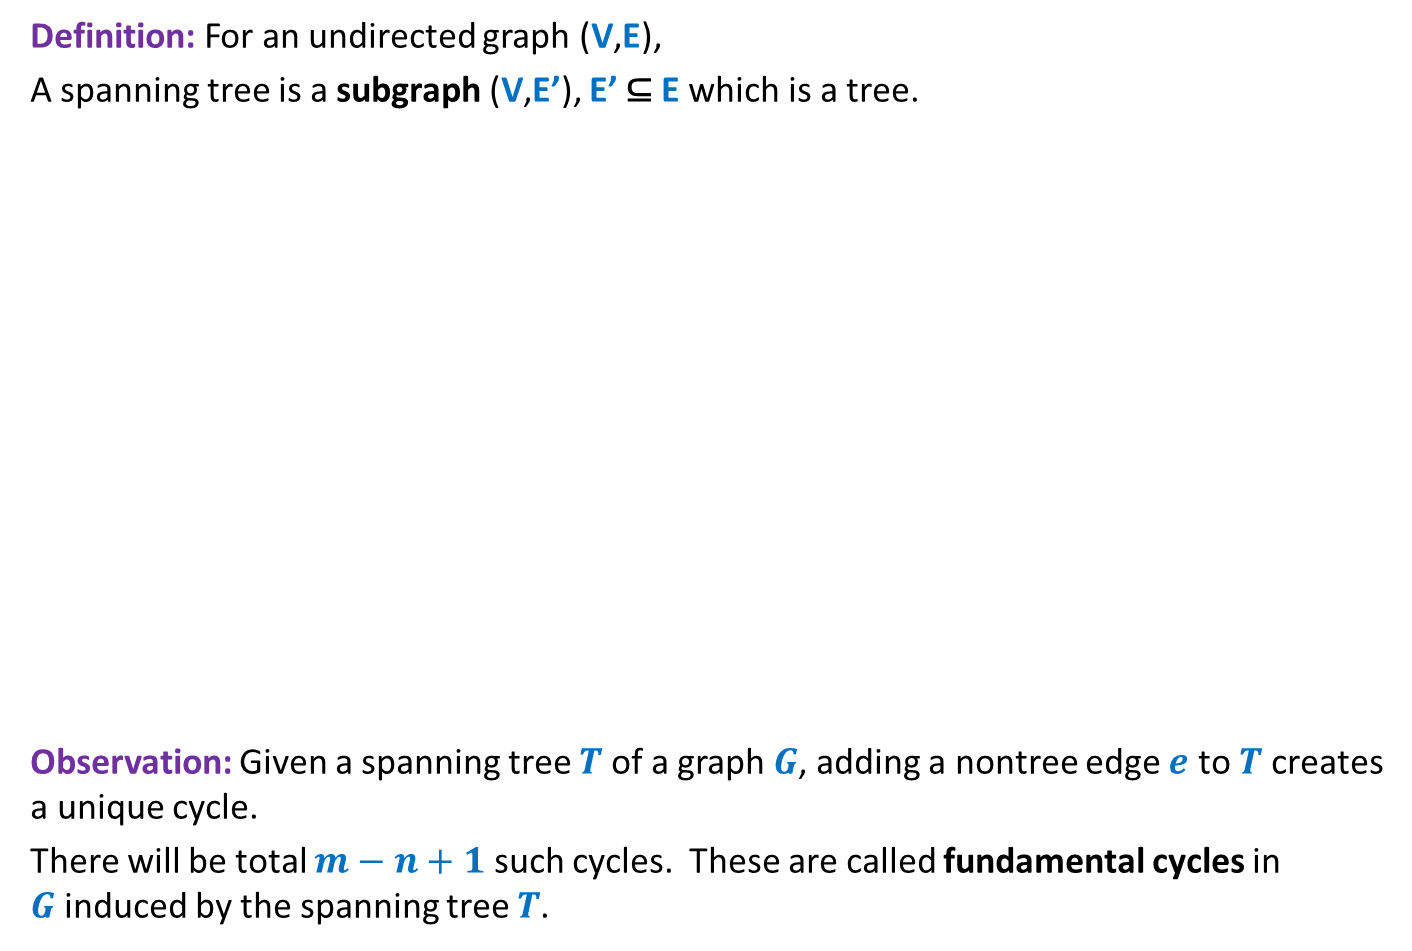 Definition: For an undirected graph (V,E),
A spanning tree is a subgraph (V,E’), E’ ⊆ E which is a tree.
Observation: Given a spanning tree T of a graph G, adding a nontree edge e to T creates
a unique cycle.
There will be total m − n + 1 such cycles. These are called fundamental cycles in
G induced by the spanning tree T.